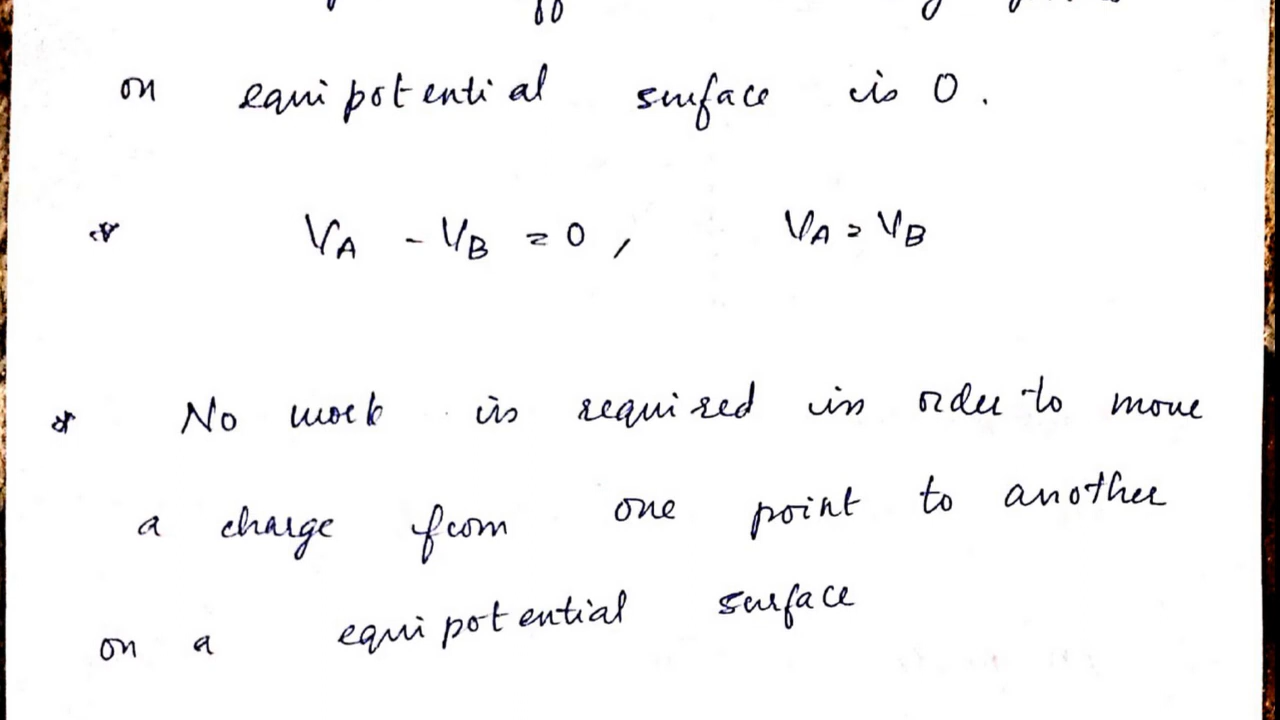 on equipotential surface is 0.
* VA - VB = 0, VA = VB
* No work is required in order to move
a charge from one point to another
on a equipotential surface